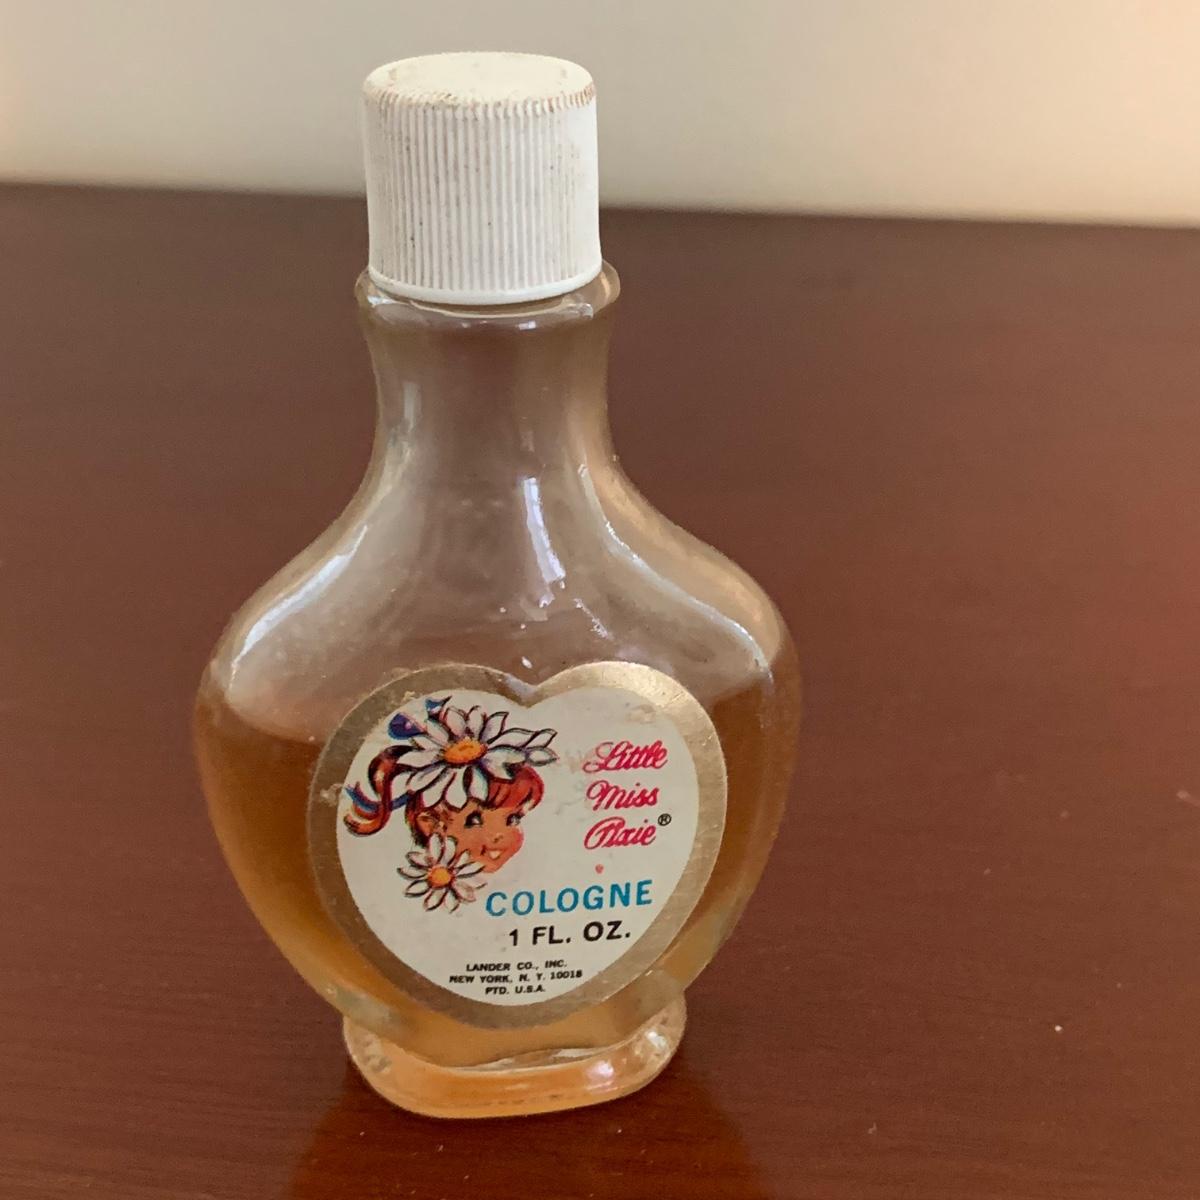 Little
Miss
Pixie®
COLOGNE
1 FL. OZ.
LANDER CO., INC.
NEW YORK, N. Y. 10018
PTD. U.S.A.